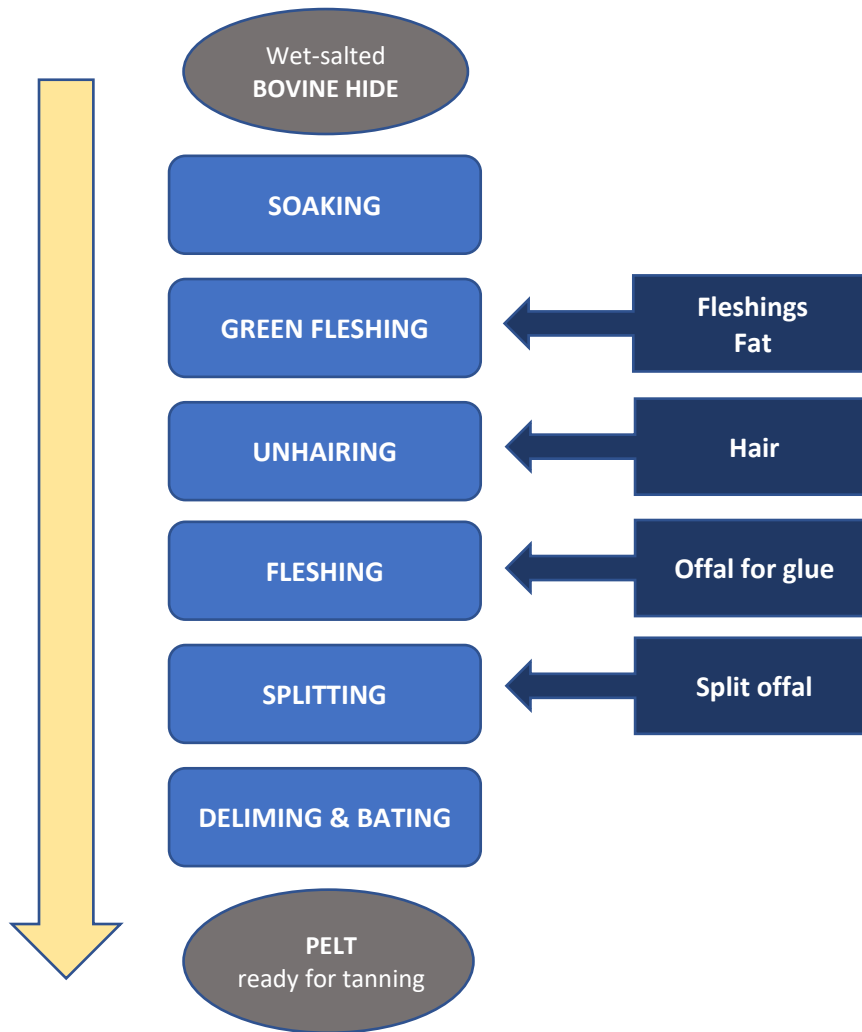 Wet-salted
BOVINE HIDE
SOAKING
GREEN FLESHING
Fleshings
Fat
UNHAIRING
Hair
FLESHING
Offal for glue
SPLITTING
Split offal
DELIMING & BATING
PELT
ready for tanning